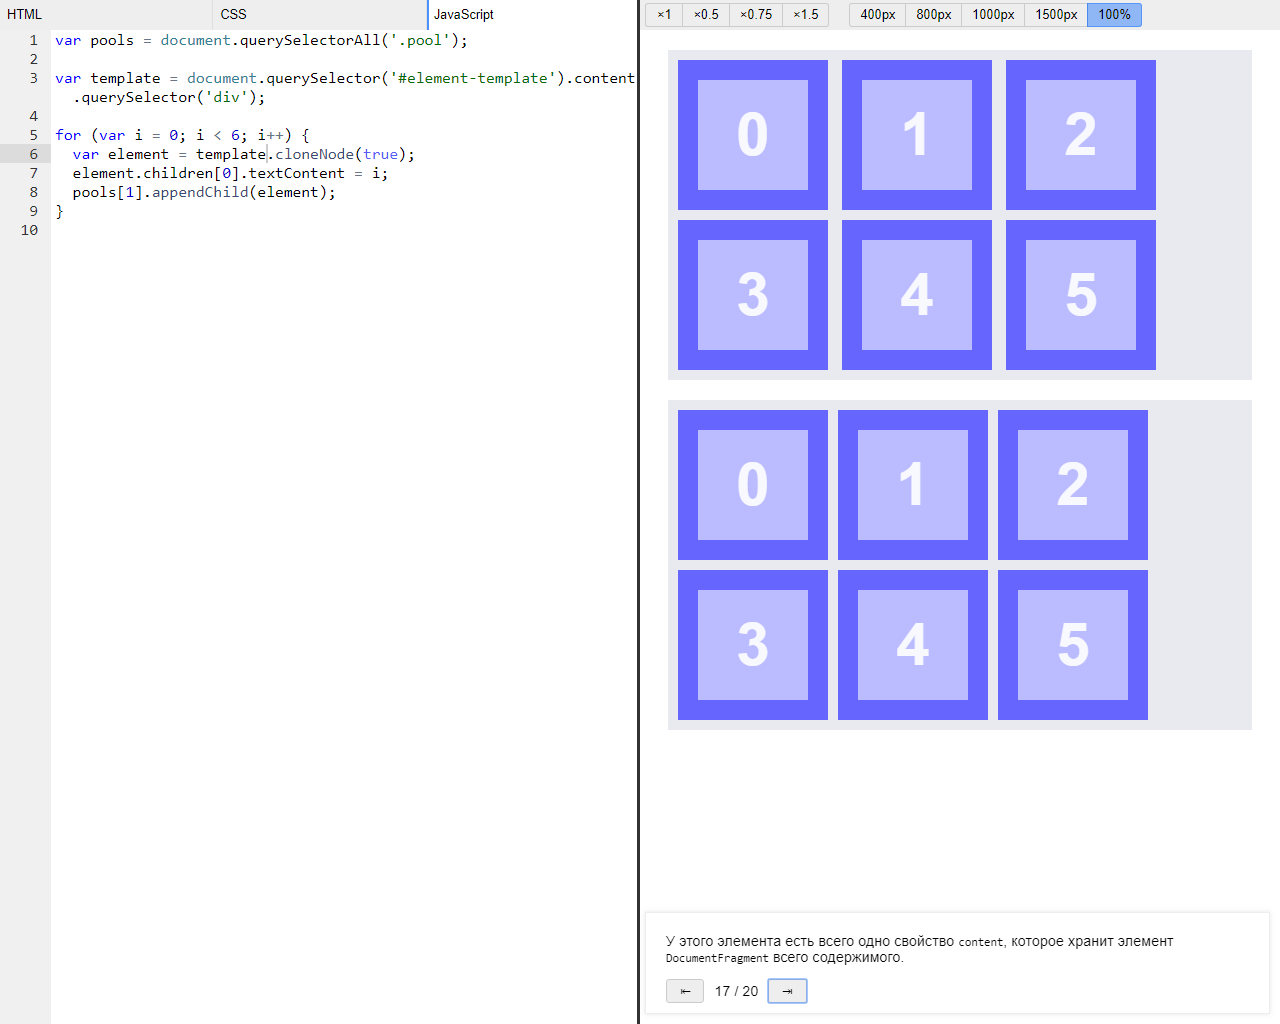 HTML CSS JavaScript
×1 ×0.5 ×0.75 ×1.5 400px 800px 1000px 1500px 100%
1 var pools = document.querySelectorAll('.pool');
2
3 var template = document.querySelector('#element-template').content
.querySelector('div');
4
5 for (var i = 0; i < 6; i++) {
6 var element = template.cloneNode(true);
7 element.children[0].textContent = i;
8 pools[1].appendChild(element);
9 }
10
0 1 2
3 4 5
0 1 2
3 4 5
У этого элемента есть всего одно свойство content, которое хранит элемент
DocumentFragment всего содержимого.
⇤ 17 / 20 ⇥